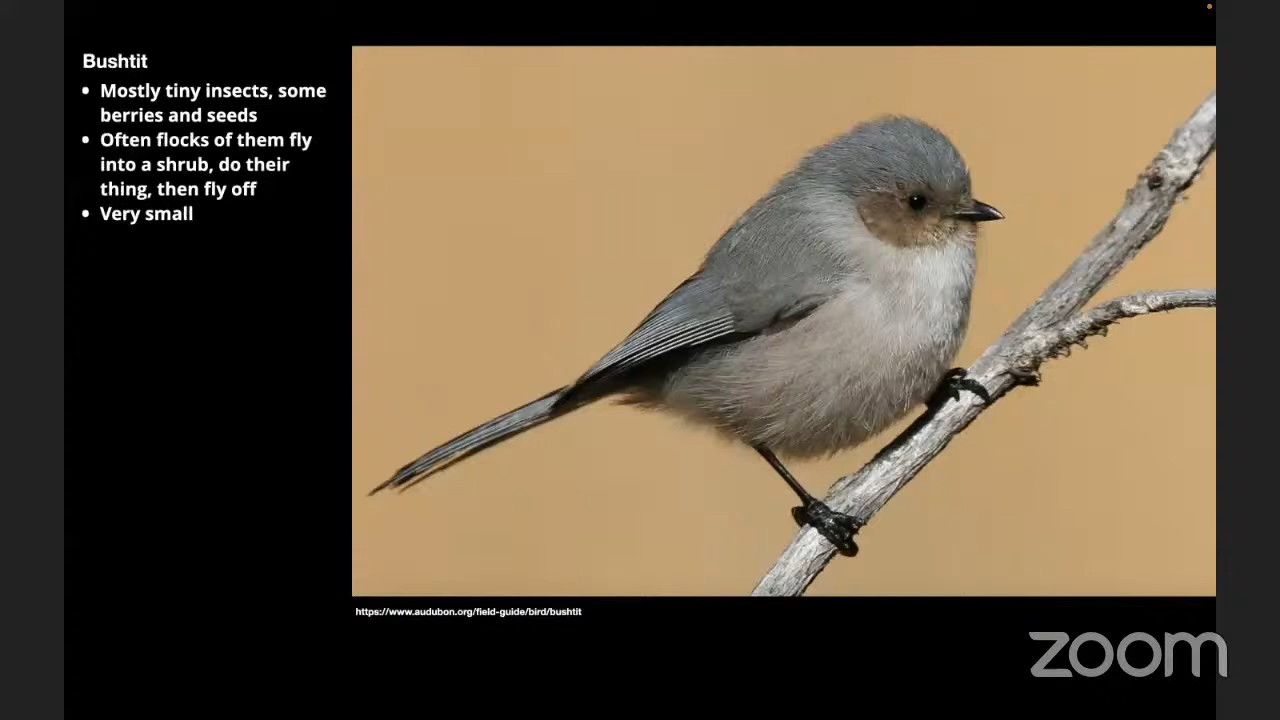 Bushtit
• Mostly tiny insects, some
berries and seeds
• Often flocks of them fly
into a shrub, do their
thing, then fly off
• Very small
https://www.audubon.org/field-guide/bird/bushtit
zoom